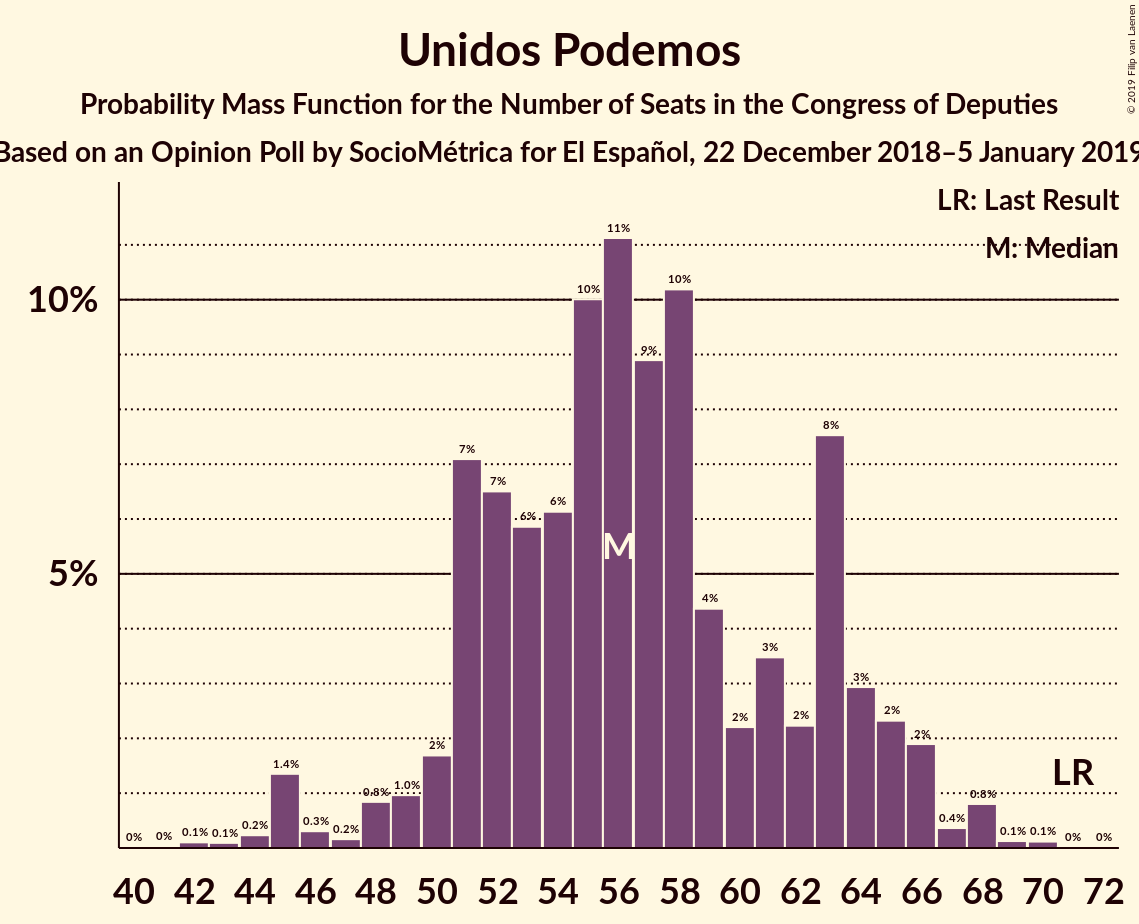 Unidos Podemos
Probability Mass Function for the Number of Seats in the Congress of Deputies
Based on an Opinion Poll by SocioMétrica for El Español, 22 December 2018–5 January 2019
© 2019 Filip van Laenen
LR: Last Result
M: Median
10%
5%
0% 0% 0.1% 0.1% 0.2% 1.4% 0.3% 0.2% 0.8% 1.0% 2% 7% 7% 6% 6% 10% 11% 9% 10% 4% 2% 3% 2% 8% 3% 2% 2% 0.4% 0.8% 0.1% 0.1% 0% 0%
M
LR
40 42 44 46 48 50 52 54 56 58 60 62 64 66 68 70 72